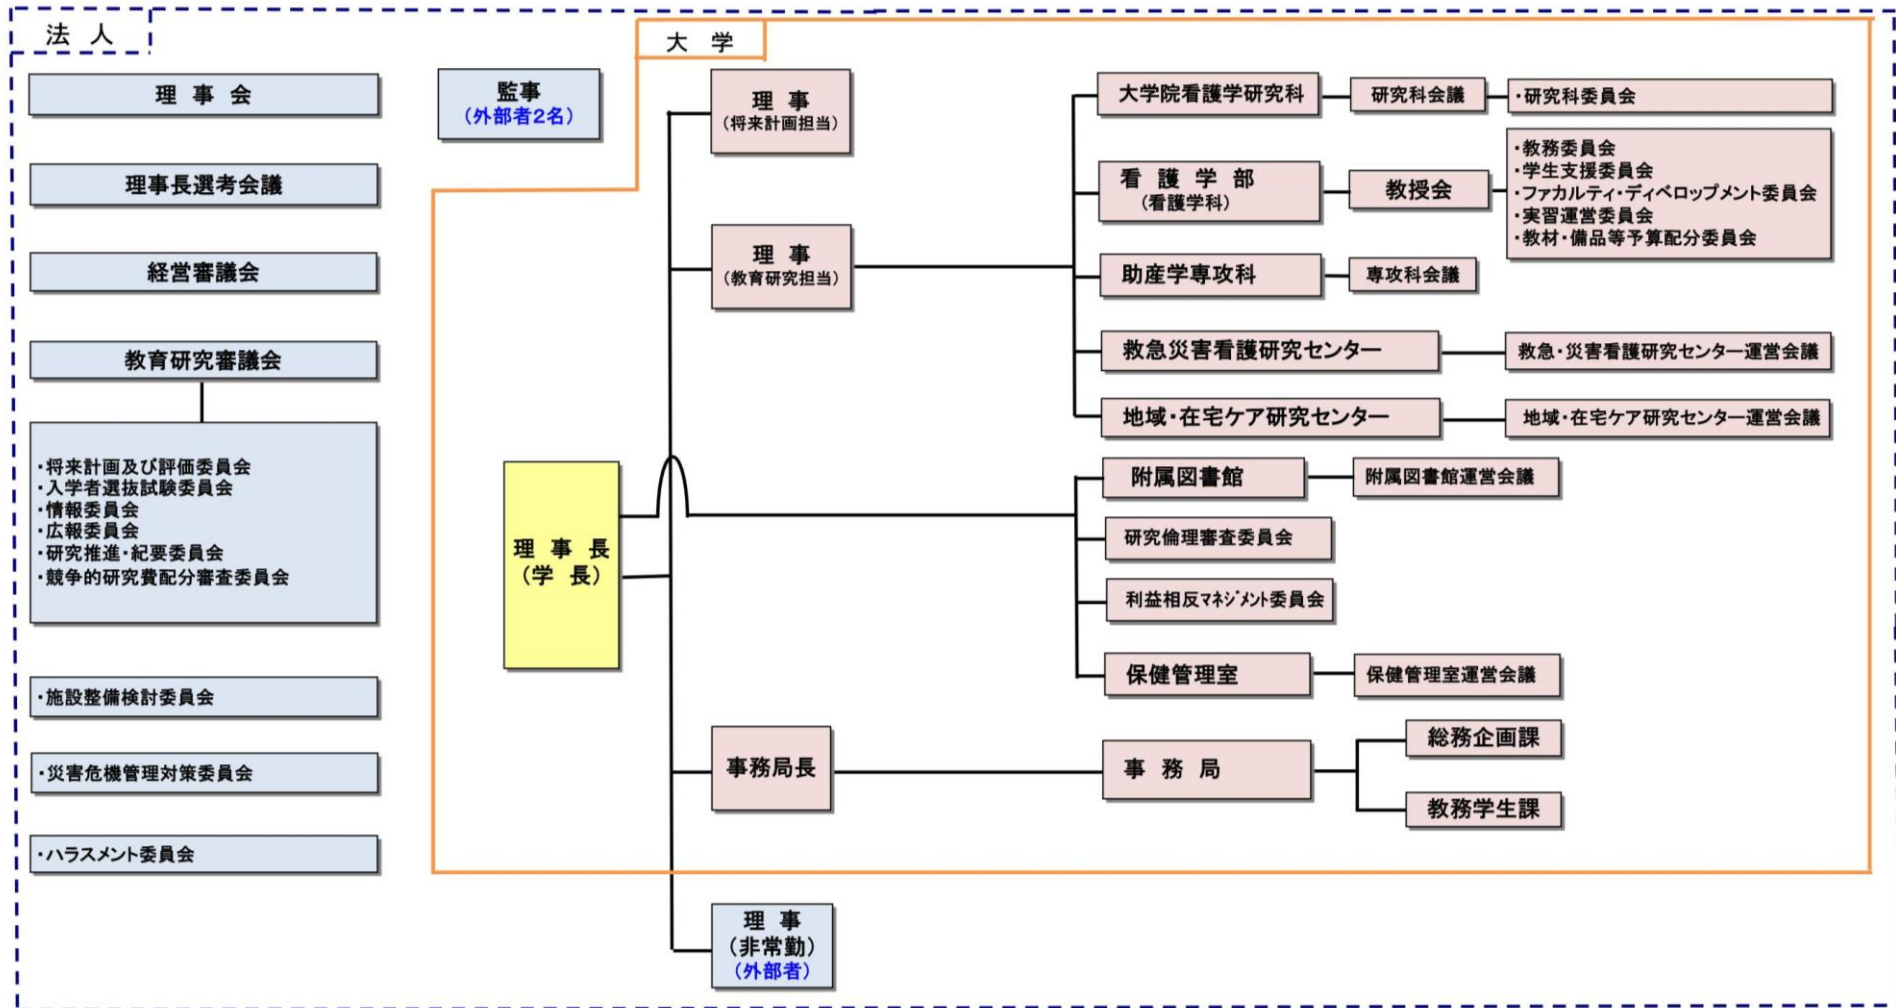 法人
大学
理事会
理事長選考会議
経営審議会
教育研究審議会
・将来計画及び評価委員会
・入学者選抜試験委員会
・情報委員会
・広報委員会
・研究推進・紀要委員会
・競争的研究費配分審査委員会
・施設整備検討委員会
・災害危機管理対策委員会
・ハラスメント委員会
監事
(外部者2名)
理事長
(学長)
理事
(将来計画担当)
理事
(教育研究担当)
大学院看護学研究科
研究科会議
・研究科委員会
看護学部
(看護学科)
教授会
・教務委員会
・学生支援委員会
・ファカルティ・ディベロップメント委員会
・実習運営委員会
・教材・備品等予算配分委員会
助産学専攻科
専攻科会議
救急災害看護研究センター
救急・災害看護研究センター運営会議
地域・在宅ケア研究センター
地域・在宅ケア研究センター運営会議
附属図書館
附属図書館運営会議
研究倫理審査委員会
利益相反マネジメント委員会
保健管理室
保健管理室運営会議
事務局長
事務局
総務企画課
教務学生課
理事
(非常勤)
(外部者)